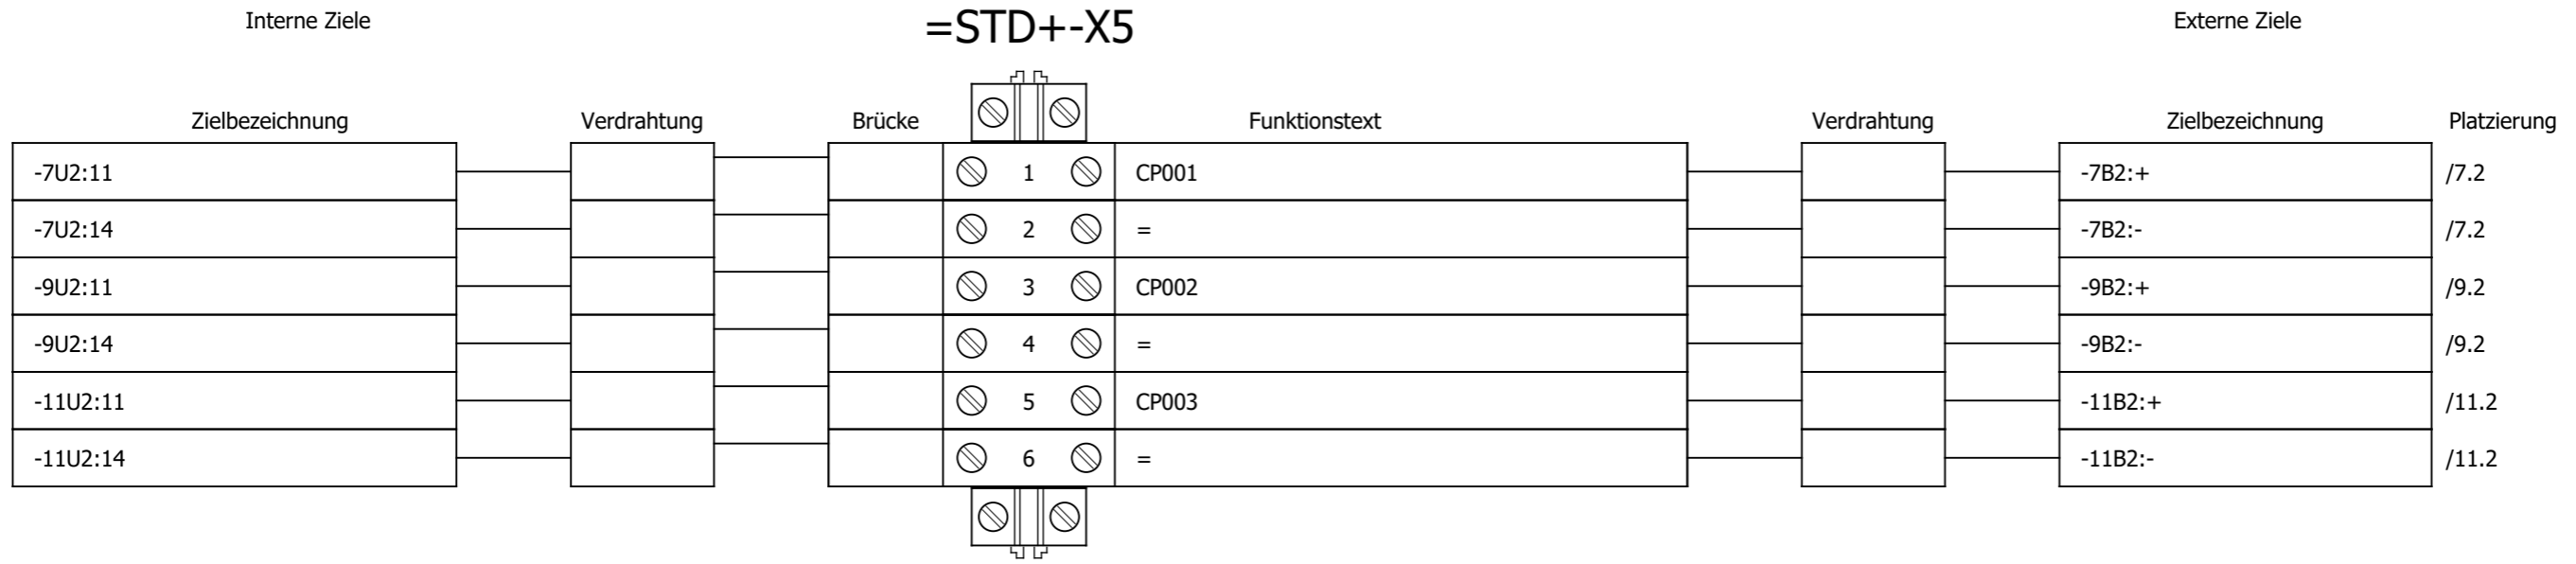 Interne Ziele =STD+-X5 Externe Ziele
Zielbezeichnung Verdrahtung Brücke Funktionstext Verdrahtung Zielbezeichnung Platzierung
-7U2:11 1 CP001 -7B2:+ /7.2
-7U2:14 2 = -7B2:- /7.2
-9U2:11 3 CP002 -9B2:+ /9.2
-9U2:14 4 = -9B2:- /9.2
-11U2:11 5 CP003 -11B2:+ /11.2
-11U2:14 6 = -11B2:- /11.2